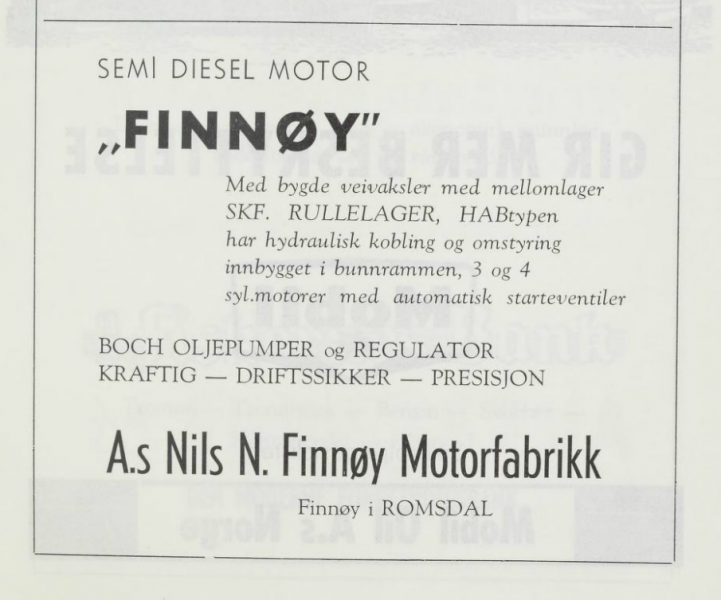 SEMI DIESEL MOTOR
„FINNØY"
Med bygde veivaksler med mellomlager
SKF. RULLELAGER, HABtypen
har hydraulisk kobling og omstyring
innbygget i bunnrammen, 3 og 4
syl.motorer med automatisk starteventiler
BOCH OLJEPUMPER og REGULATOR
KRAFTIG — DRIFTSSIKKER — PRESISJON
A.s Nils N. Finnøy Motorfabrikk
Finnøy i ROMSDAL